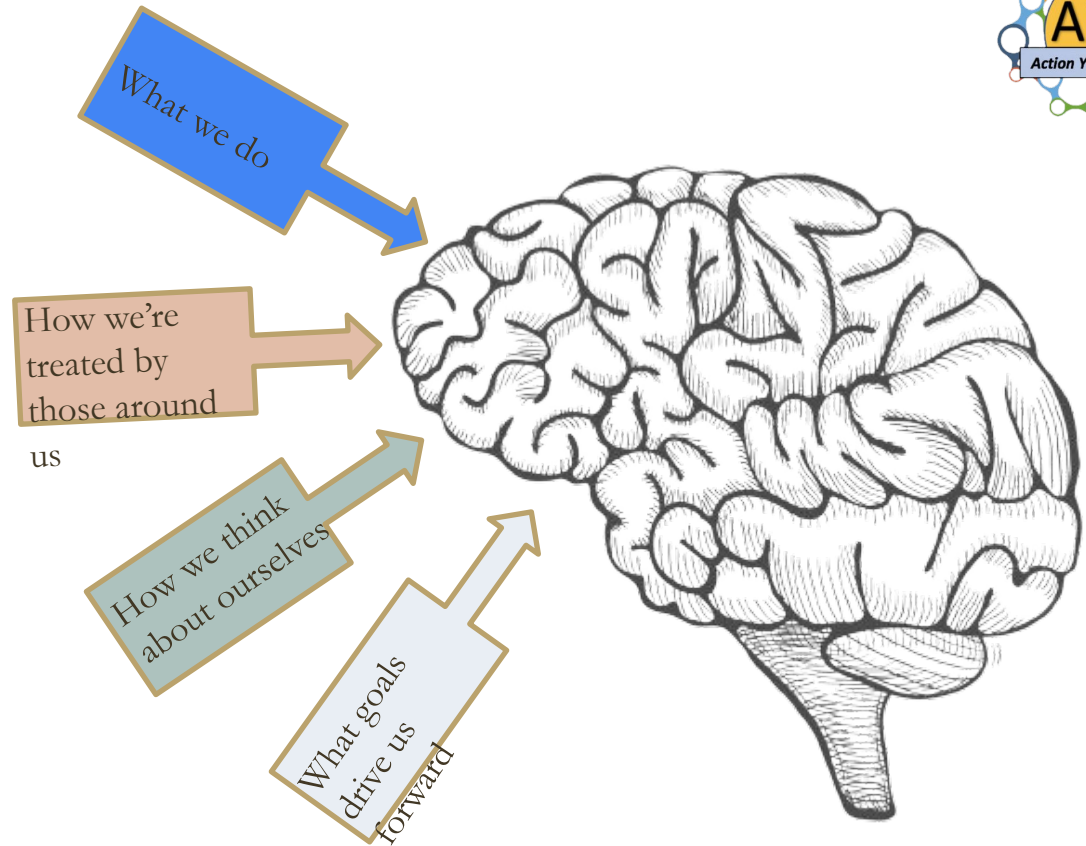 A
Action Y
What we do
How we’re
treated by
those around
us
How we think
about ourselves
What goals
drive us
forward